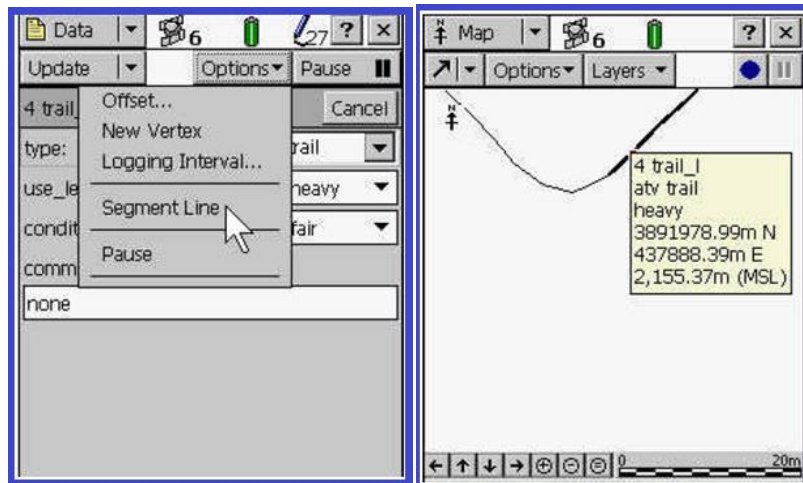 Data 6 27 ? ×
Update Options Pause
4 trail_ Cancel
Offset...
New Vertex
Logging Interval...
Segment Line
Pause
type: trail
use_le heavy
condit fair
comm
none
Map 6 ? ×
Options Layers
N
4 trail_l
atv trail
heavy
3891978.99m N
437888.39m E
2,155.37m (MSL)
0 20m